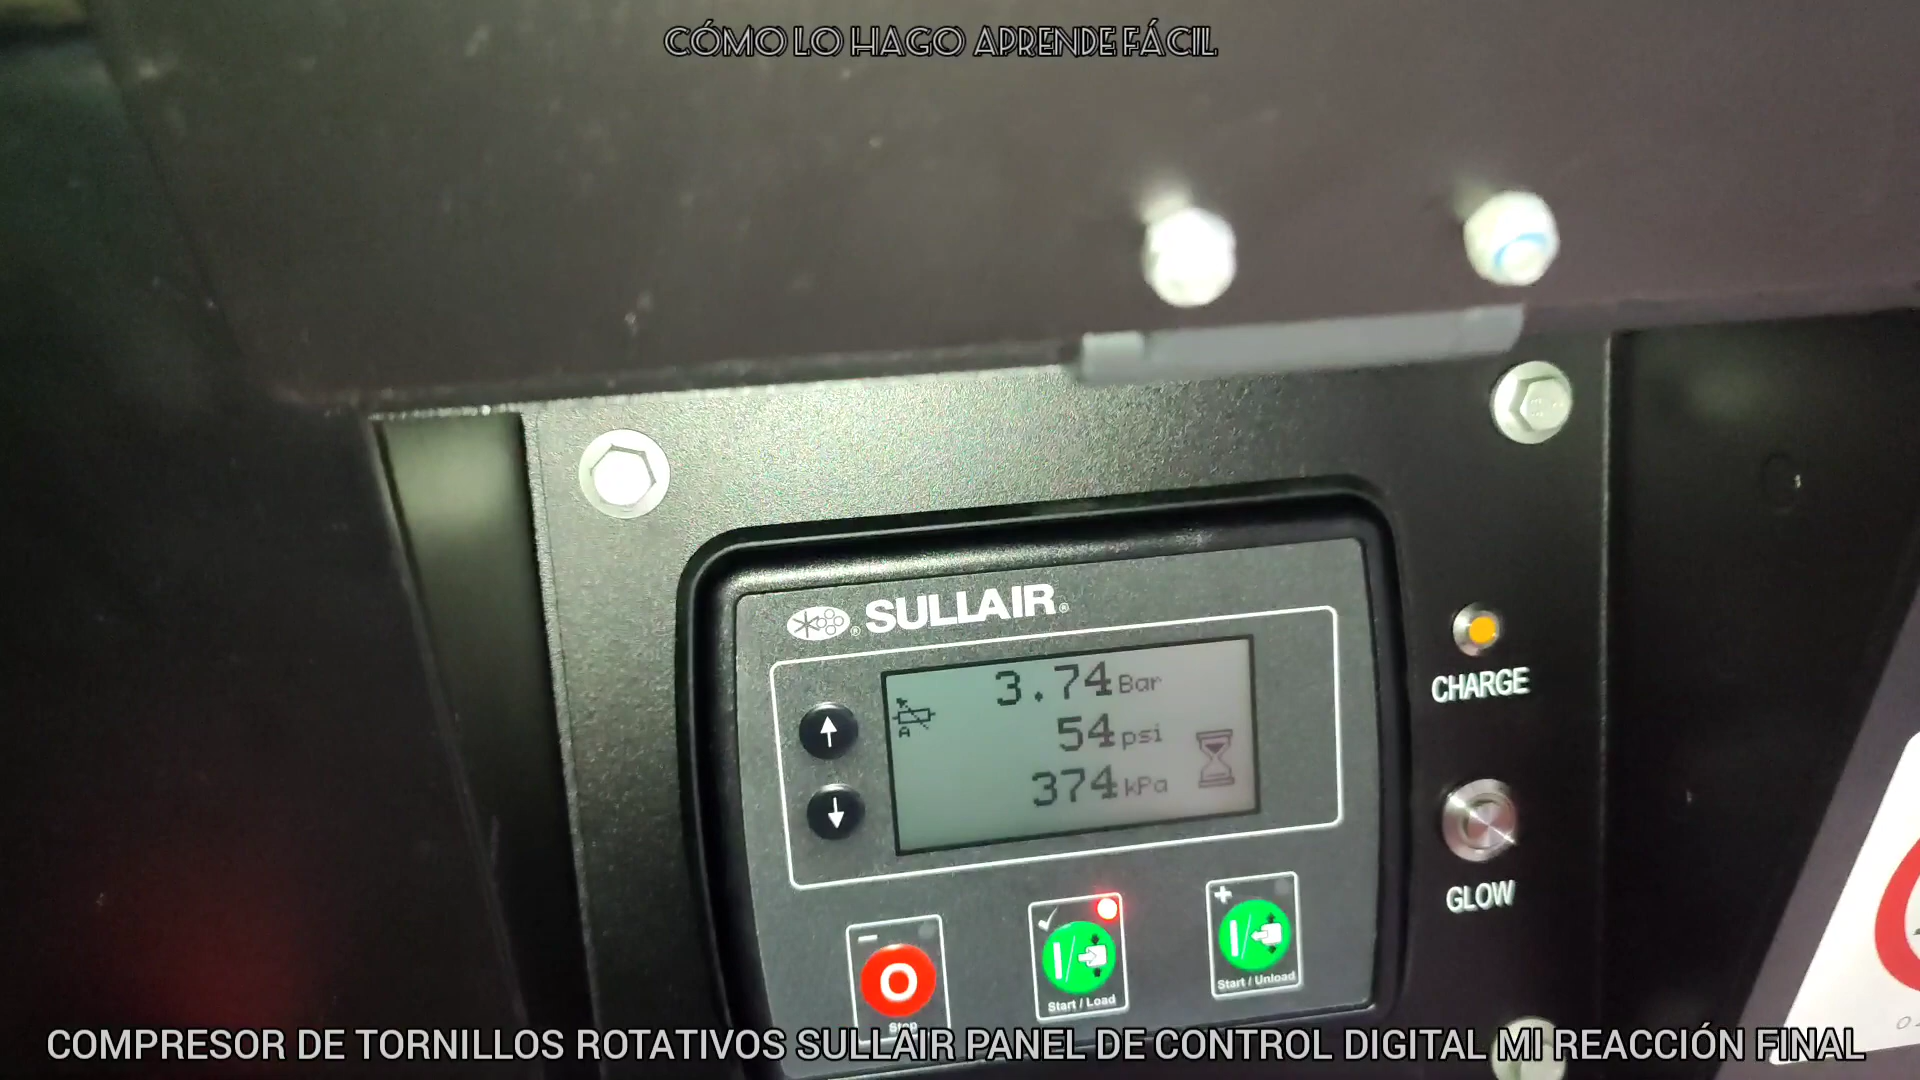 CÓMO LO HAGO APRENDE FÁCIL
® SULLAIR®
3.74 Bar
A
54 psi
374 kPa
CHARGE
GLOW
Start / Load
Start / Unload
Stop
COMPRESOR DE TORNILLOS ROTATIVOS SULLAIR PANEL DE CONTROL DIGITAL MI REACCIÓN FINAL